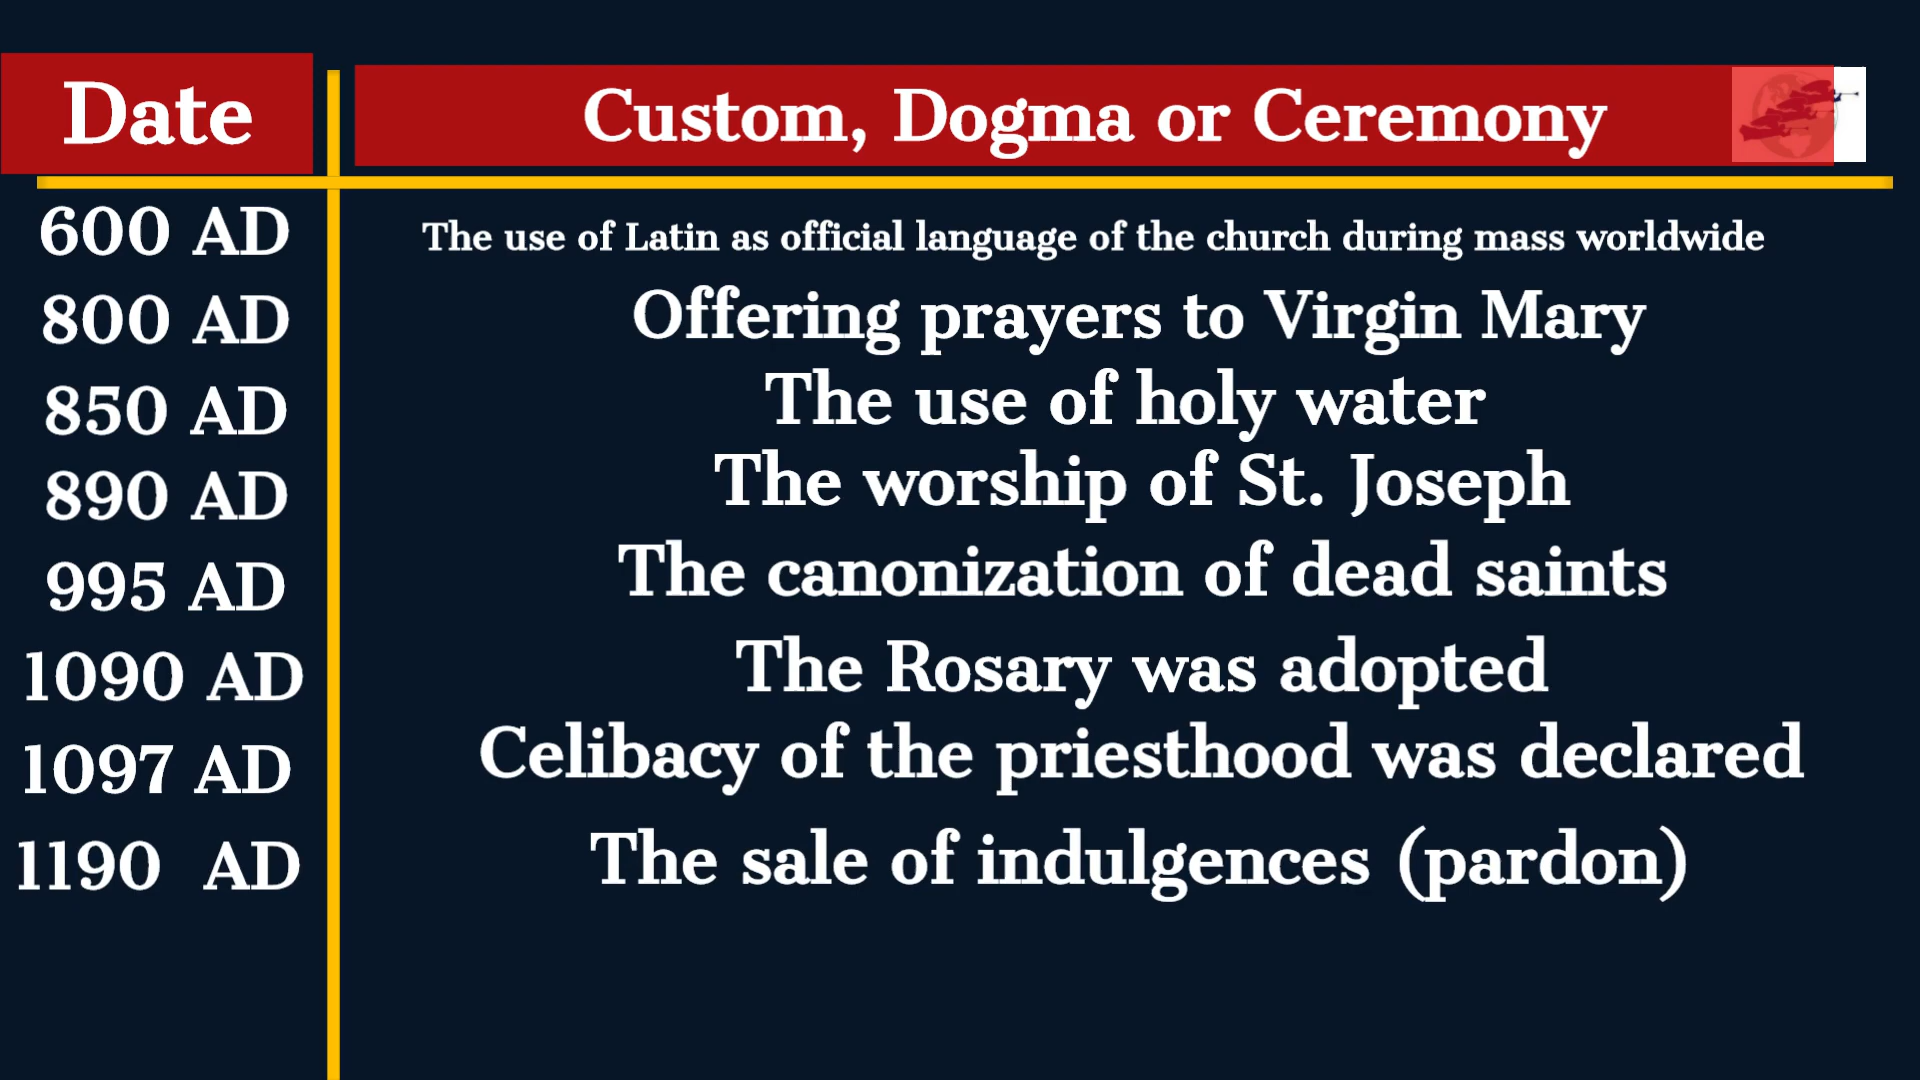 Date Custom, Dogma or Ceremony
600 AD The use of Latin as official language of the church during mass worldwide
800 AD Offering prayers to Virgin Mary
850 AD The use of holy water
890 AD The worship of St. Joseph
995 AD The canonization of dead saints
1090 AD The Rosary was adopted
1097 AD Celibacy of the priesthood was declared
1190 AD The sale of indulgences (pardon)